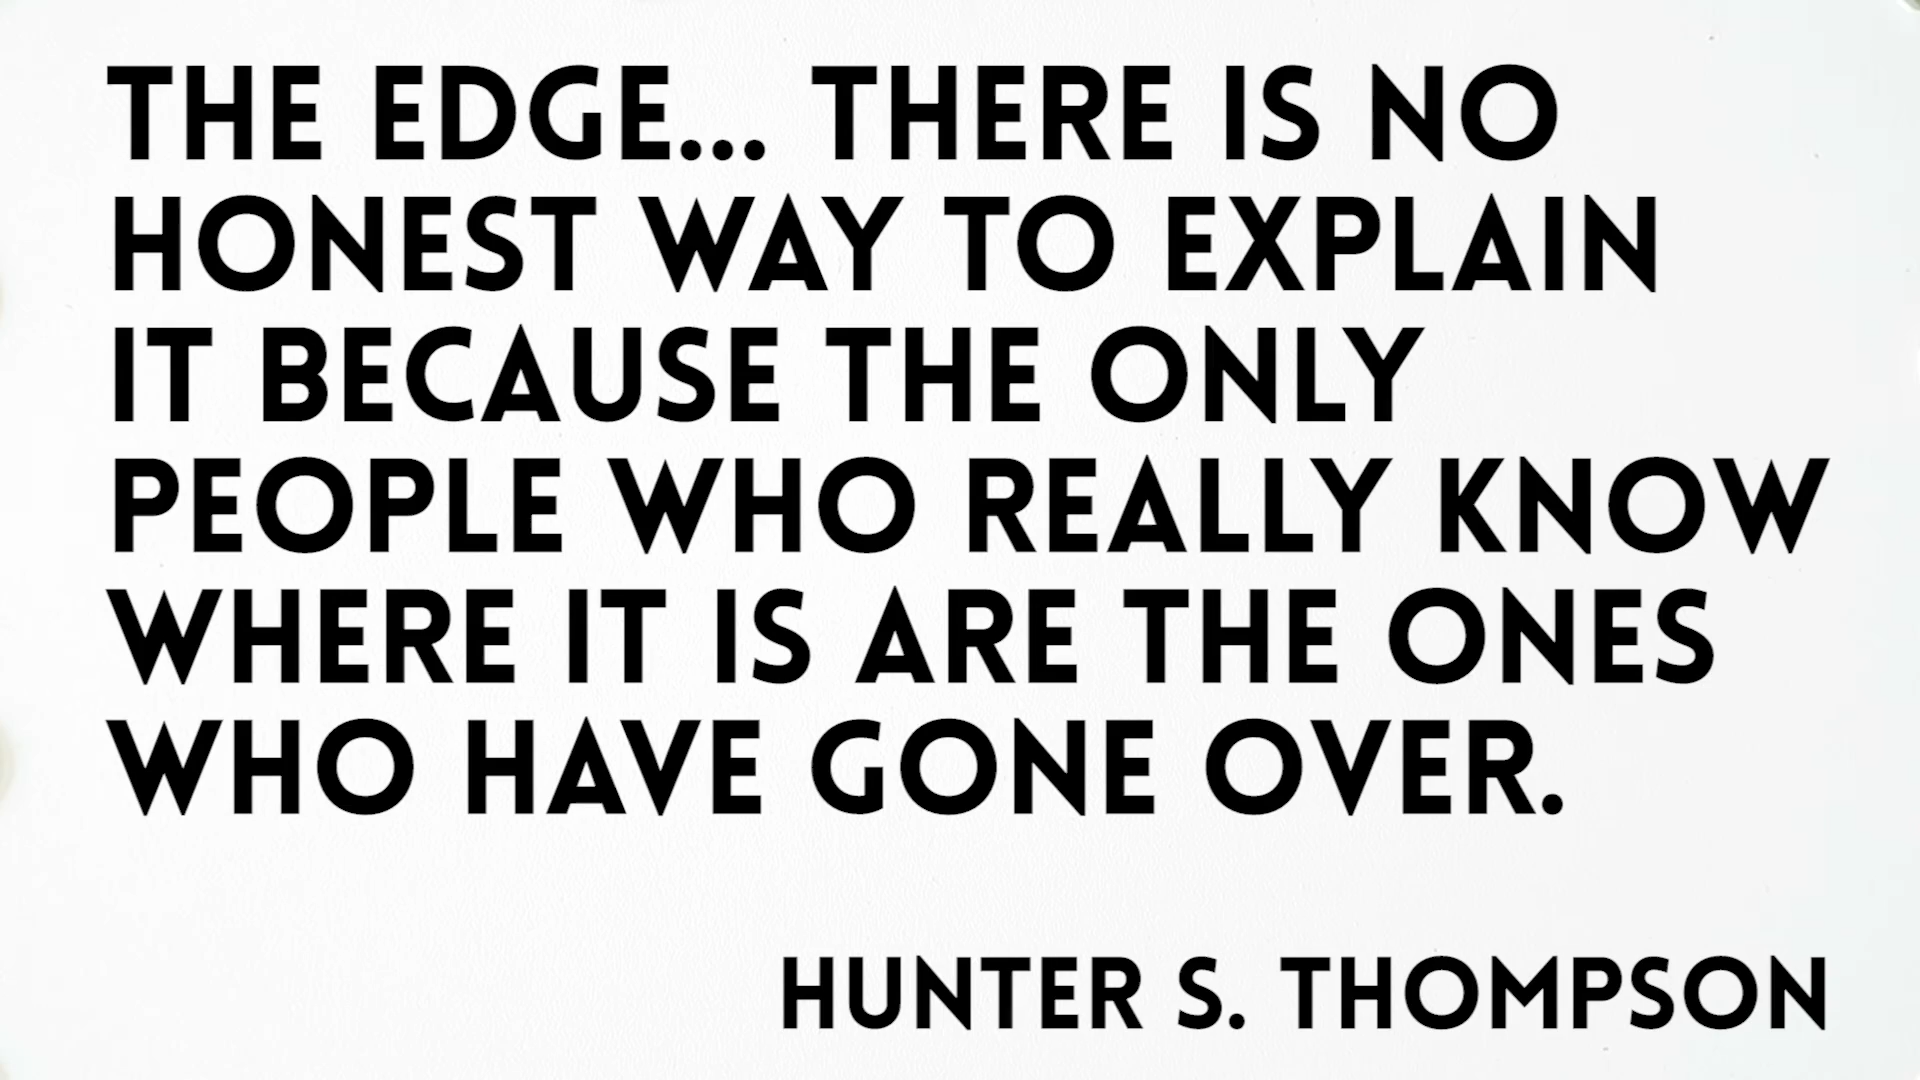 THE EDGE... THERE IS NO
HONEST WAY TO EXPLAIN
IT BECAUSE THE ONLY
PEOPLE WHO REALLY KNOW
WHERE IT IS ARE THE ONES
WHO HAVE GONE OVER.
HUNTER S. THOMPSON